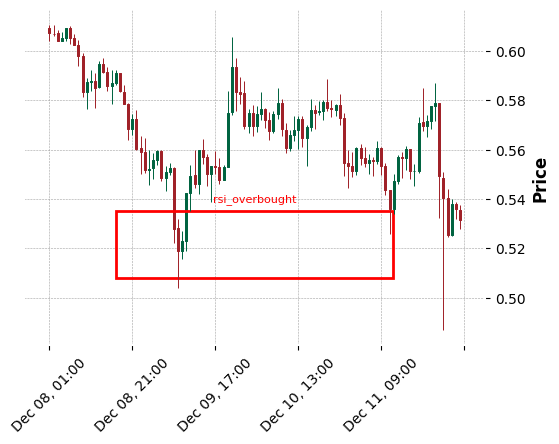 0.60
0.58
0.56
0.54
0.52
0.50
Price
rsi_overbought
Dec 08, 01:00
Dec 08, 21:00
Dec 09, 17:00
Dec 10, 13:00
Dec 11, 09:00